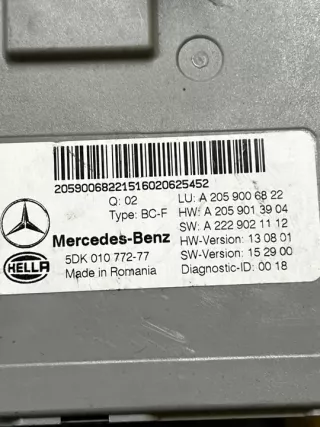 20590068221516020625452
Q: 02
LU: A 205 900 68 22
Type: BC-F
HW: A 205 901 39 04
SW: A 222 902 11 12
Mercedes-Benz
HW-Version: 13 08 01
HELLA
5DK 010 772-77
SW-Version: 15 29 00
Made in Romania
Diagnostic-ID: 00 18